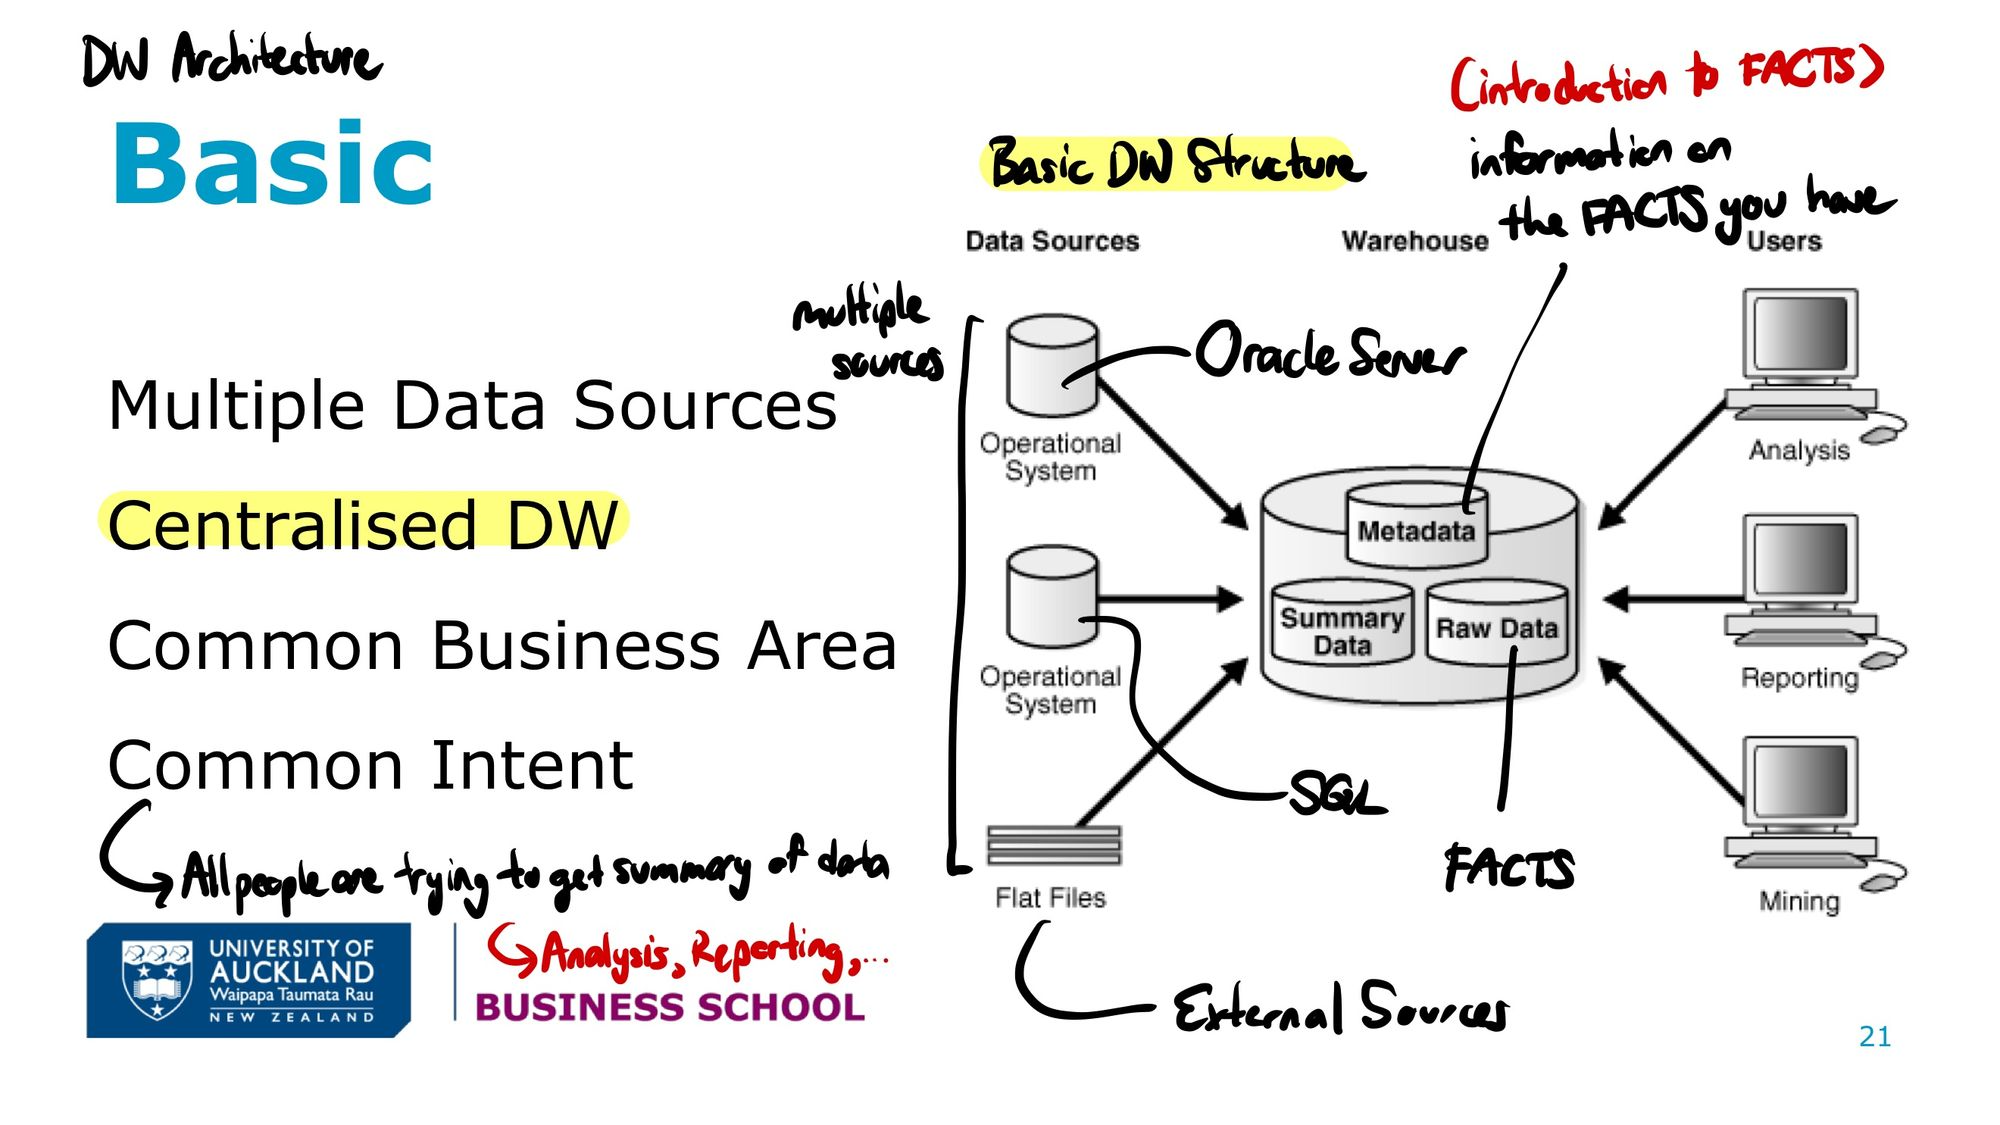 DW Architecture
Basic
Multiple Data Sources
Centralised DW
Common Business Area
Common Intent
All people are trying to get summary of data
Analysis, Reporting,...
UNIVERSITY OF
AUCKLAND
Waipapa Taumata Rau
NEW ZEALAND
BUSINESS SCHOOL
Basic DW Structure
(introduction to FACTS)
information on
the FACTS you have
Data Sources
Warehouse
Users
multiple
sources
Oracle Server
Operational
System
Analysis
Metadata
Summary
Data
Raw Data
Operational
System
Reporting
SQL
FACTS
Flat Files
Mining
External Sources
21